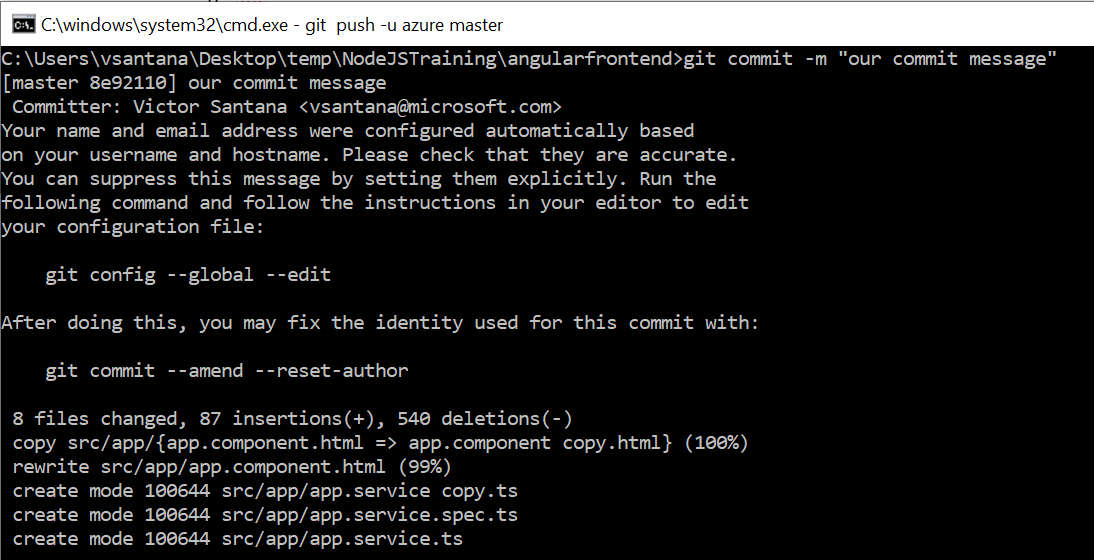 C:\windows\system32\cmd.exe - git  push -u azure master
C:\Users\vsantana\Desktop\temp\NodeJSTraining\angularfrontend>git commit -m "our commit message"
[master 8e92110] our commit message
 Committer: Victor Santana <vsantana@microsoft.com>
Your name and email address were configured automatically based
on your username and hostname. Please check that they are accurate.
You can suppress this message by setting them explicitly. Run the
following command and follow the instructions in your editor to edit
your configuration file:
    git config --global --edit
After doing this, you may fix the identity used for this commit with:
    git commit --amend --reset-author
 8 files changed, 87 insertions(+), 540 deletions(-)
 copy src/app/{app.component.html => app.component copy.html} (100%)
 rewrite src/app/app.component.html (99%)
 create mode 100644 src/app/app.service copy.ts
 create mode 100644 src/app/app.service.spec.ts
 create mode 100644 src/app/app.service.ts